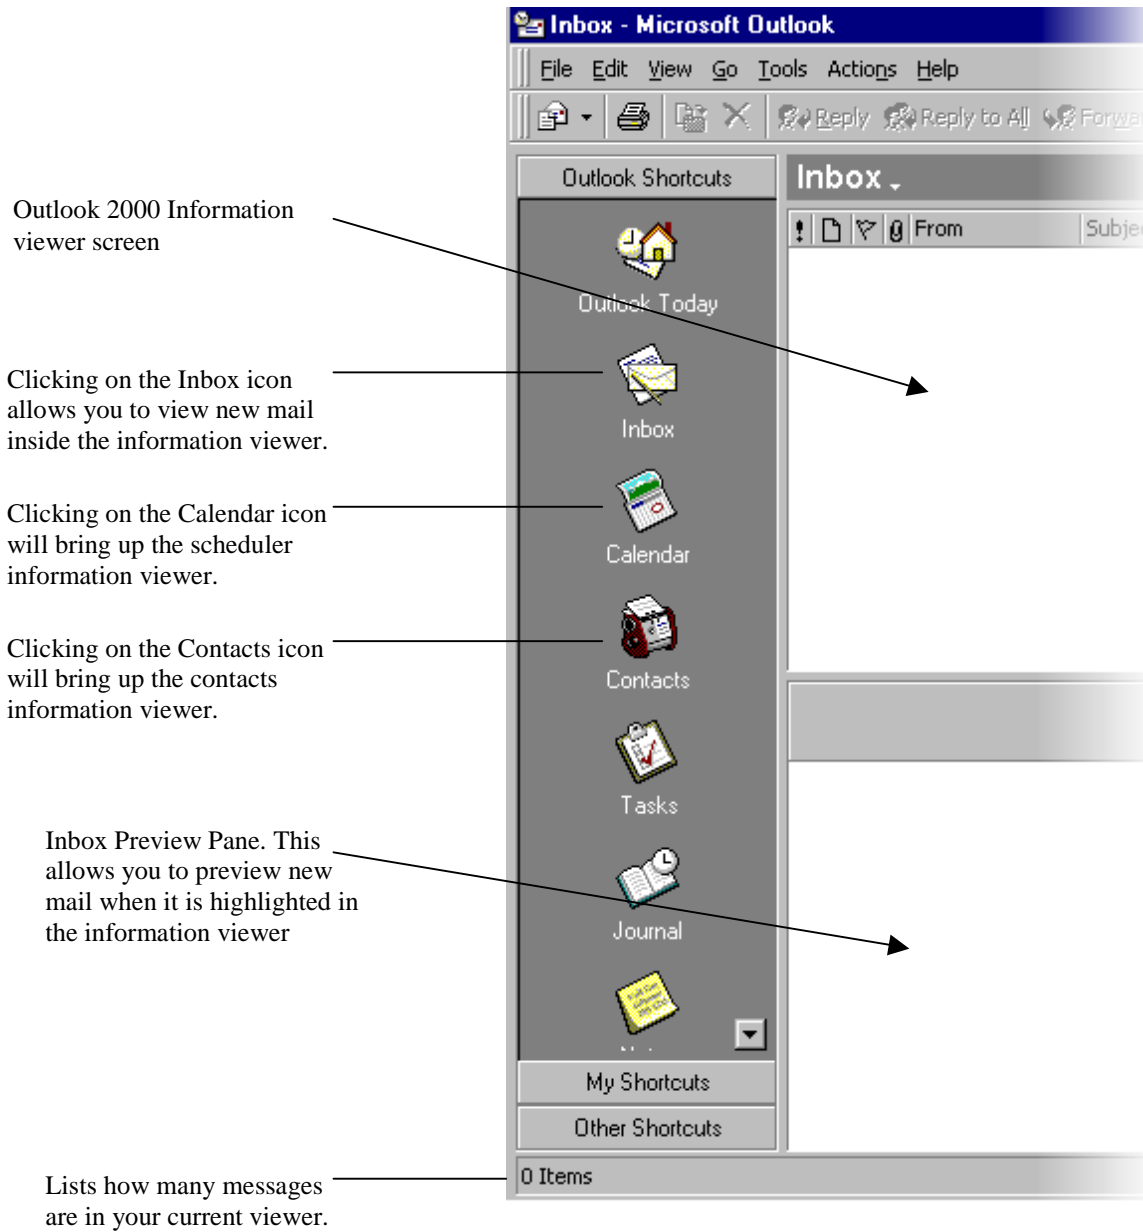 Inbox - Microsoft Outlook
File Edit View Go Tools Actions Help
Reply Reply to All
Outlook Shortcuts
Inbox
From
Outlook 2000 Information
viewer screen
Outlook Today
Clicking on the Inbox icon
allows you to view new mail
inside the information viewer.
Inbox
Clicking on the Calendar icon
will bring up the scheduler
information viewer.
Calendar
Clicking on the Contacts icon
will bring up the contacts
information viewer.
Contacts
Tasks
Inbox Preview Pane. This
allows you to preview new
mail when it is highlighted in
the information viewer
Journal
My Shortcuts
Other Shortcuts
0 Items
Lists how many messages
are in your current viewer.